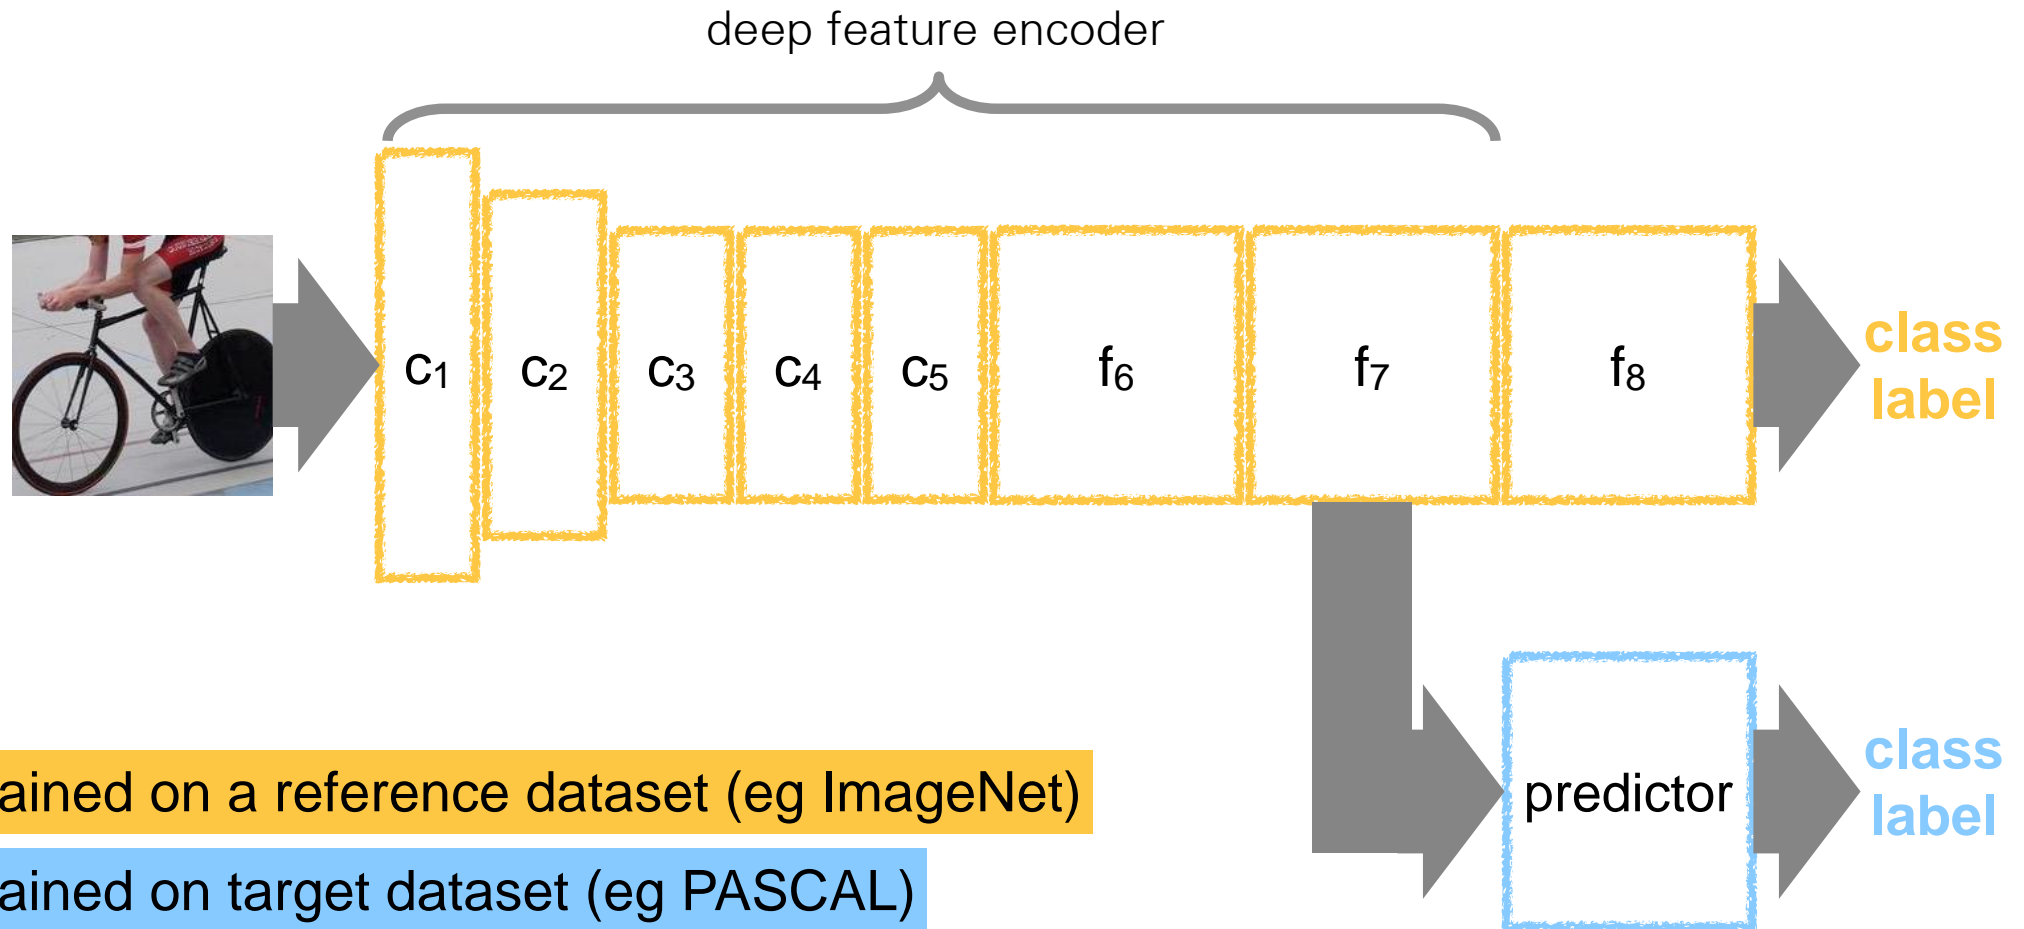 deep feature encoder
c1 c2 c3 c4 c5 f6 f7 f8
class
label
predictor
class
label
ained on a reference dataset (eg ImageNet)
ained on target dataset (eg PASCAL)